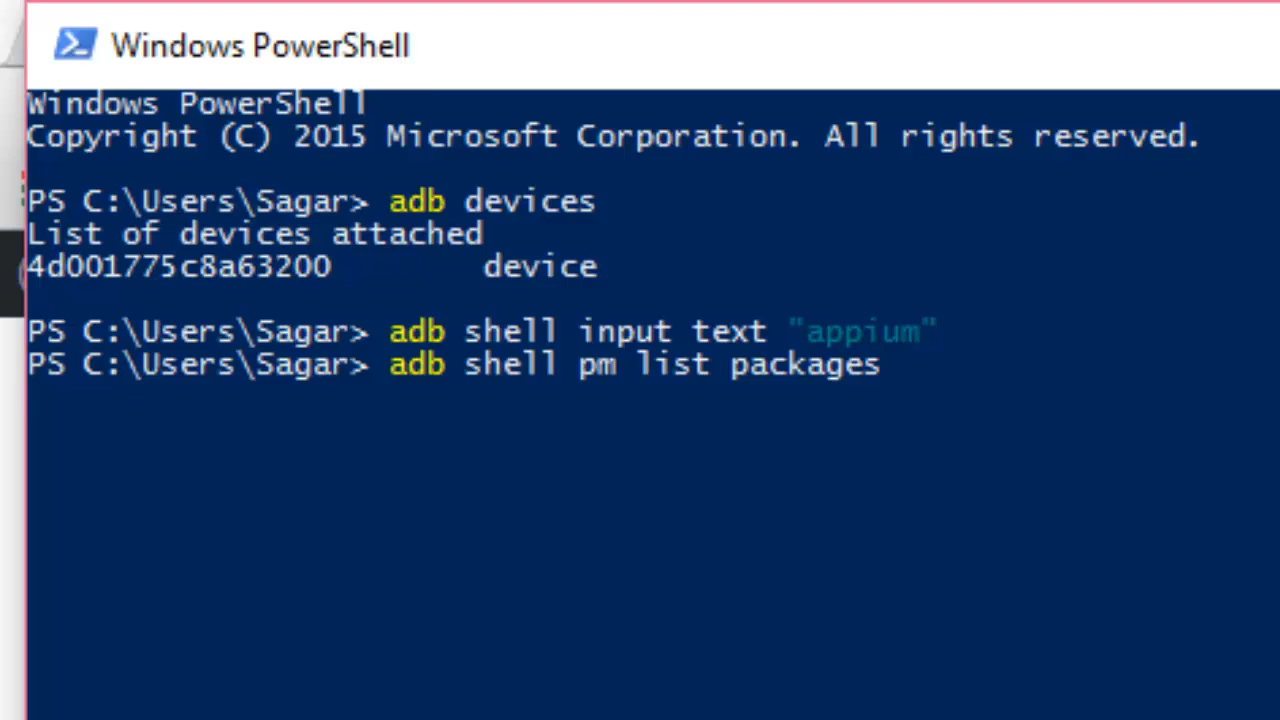 Windows PowerShell
Windows PowerShell
Copyright (C) 2015 Microsoft Corporation. All rights reserved.
PS C:\Users\Sagar> adb devices
List of devices attached
4d001775c8a63200        device
PS C:\Users\Sagar> adb shell input text "appium"
PS C:\Users\Sagar> adb shell pm list packages